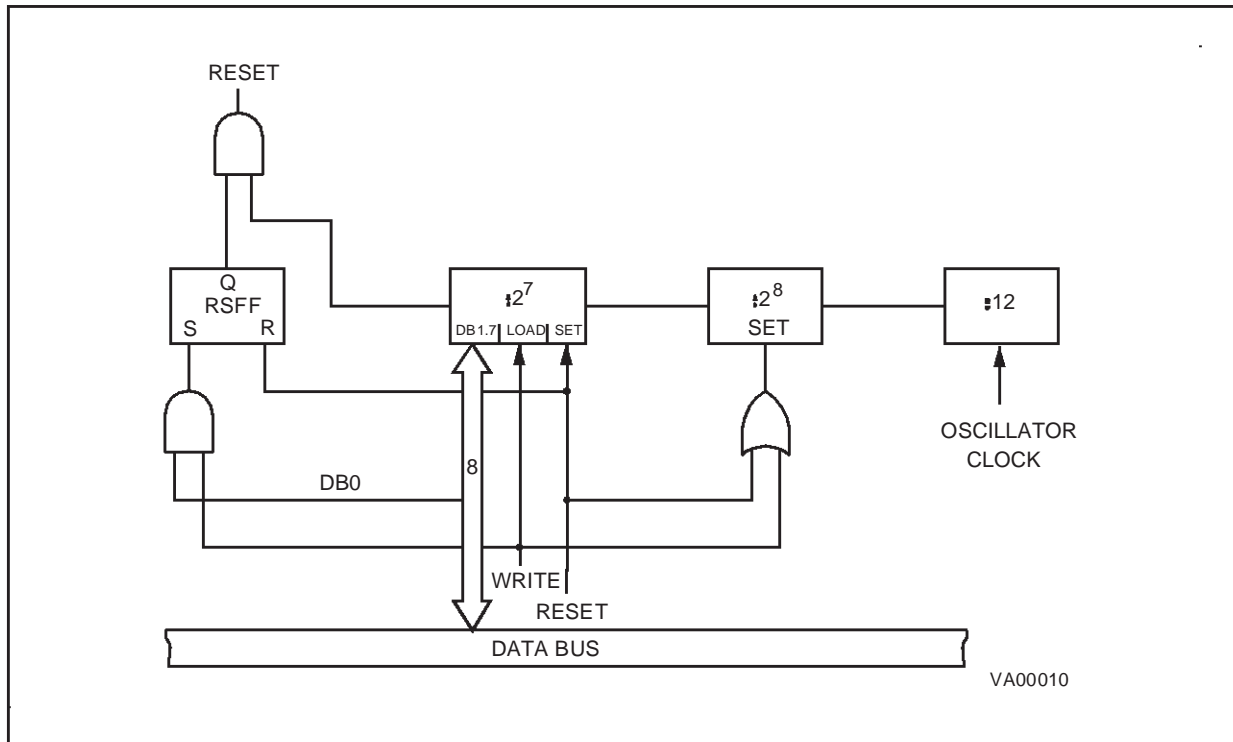 RESET
Q
RSFF
S R
÷2⁷
DB1.7 LOAD SET
÷2⁸
SET
÷12
OSCILLATOR
CLOCK
DB0
8
WRITE
RESET
DATA BUS
VA00010